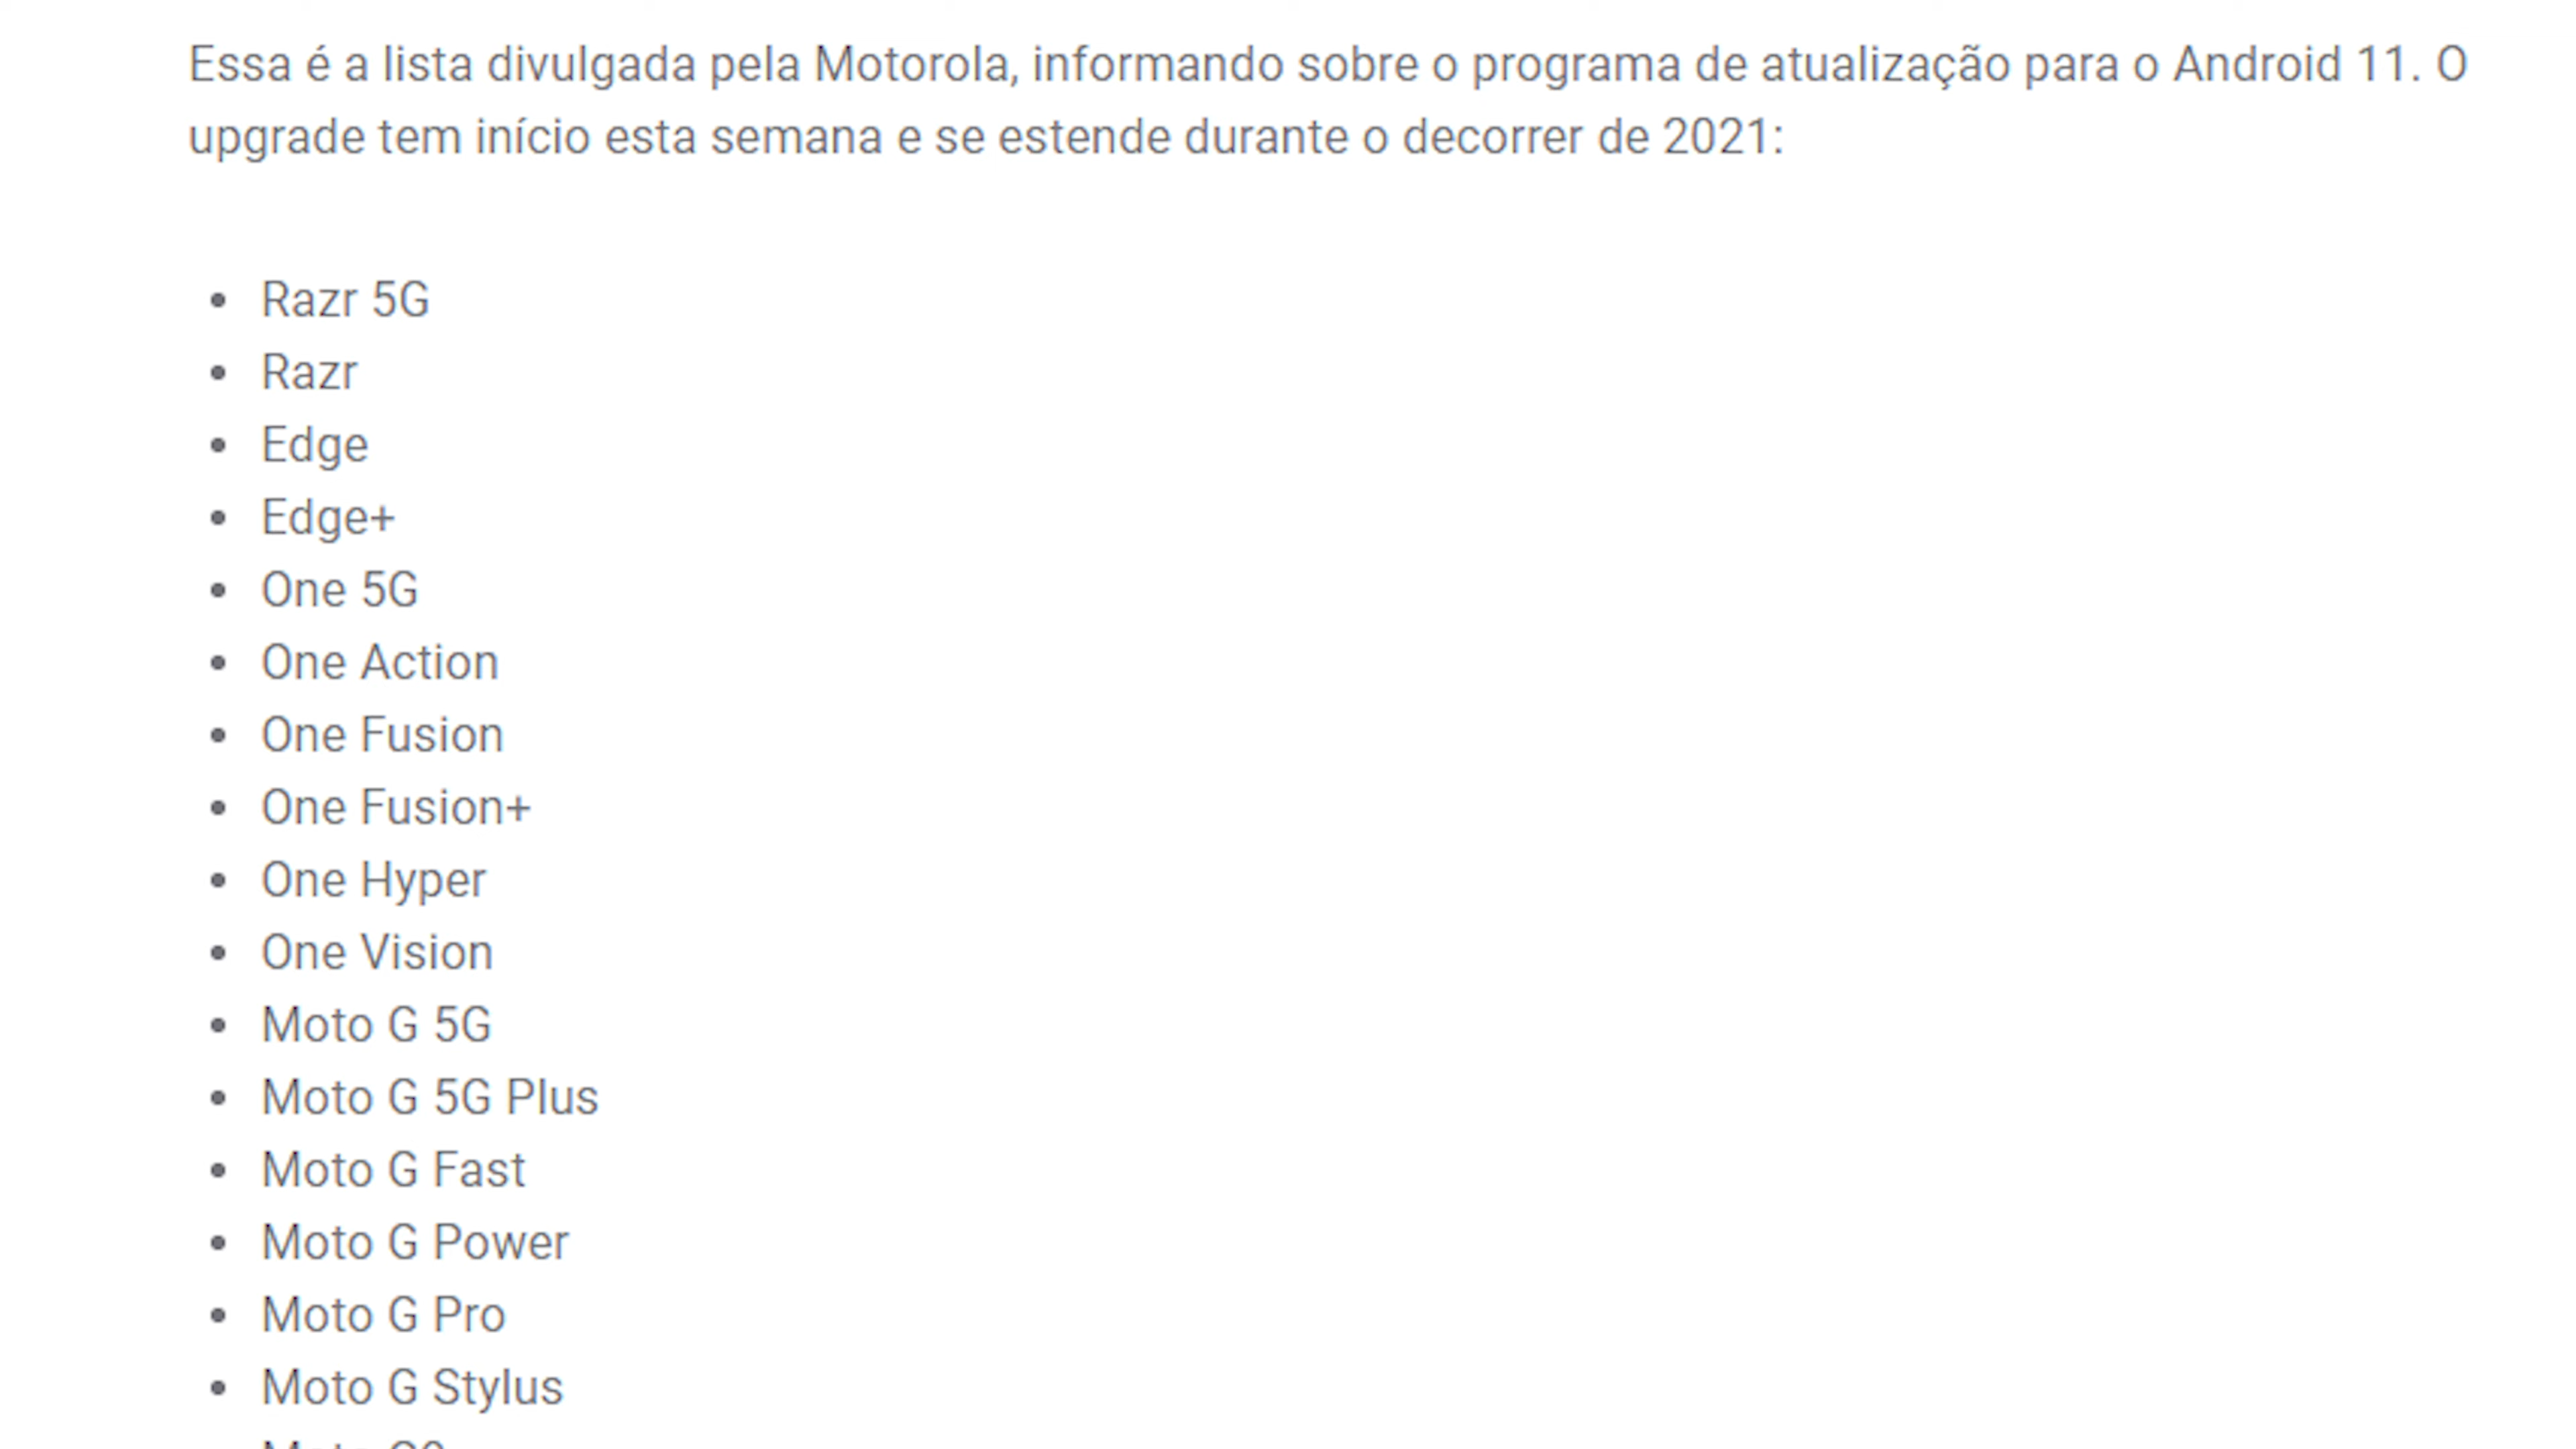 Essa é a lista divulgada pela Motorola, informando sobre o programa de atualização para o Android 11. O
upgrade tem início esta semana e se estende durante o decorrer de 2021:
• Razr 5G
• Razr
• Edge
• Edge+
• One 5G
• One Action
• One Fusion
• One Fusion+
• One Hyper
• One Vision
• Moto G 5G
• Moto G 5G Plus
• Moto G Fast
• Moto G Power
• Moto G Pro
• Moto G Stylus